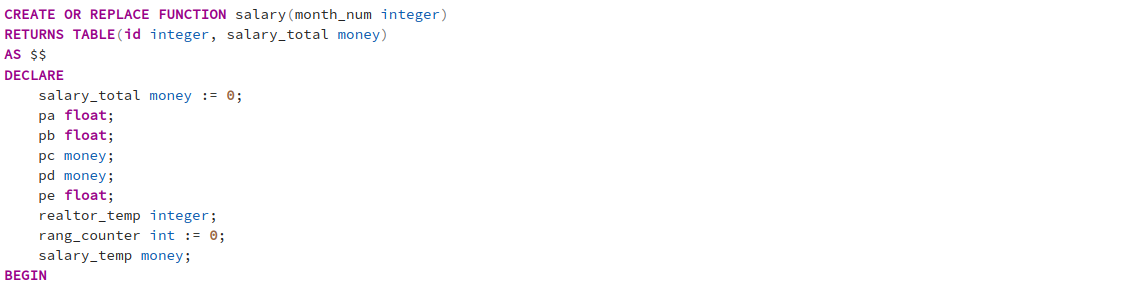 CREATE OR REPLACE FUNCTION salary(month_num integer)
RETURNS TABLE(id integer, salary_total money)
AS $$
DECLARE
    salary_total money := 0;
    pa float;
    pb float;
    pc money;
    pd money;
    pe float;
    realtor_temp integer;
    rang_counter int := 0;
    salary_temp money;
BEGIN